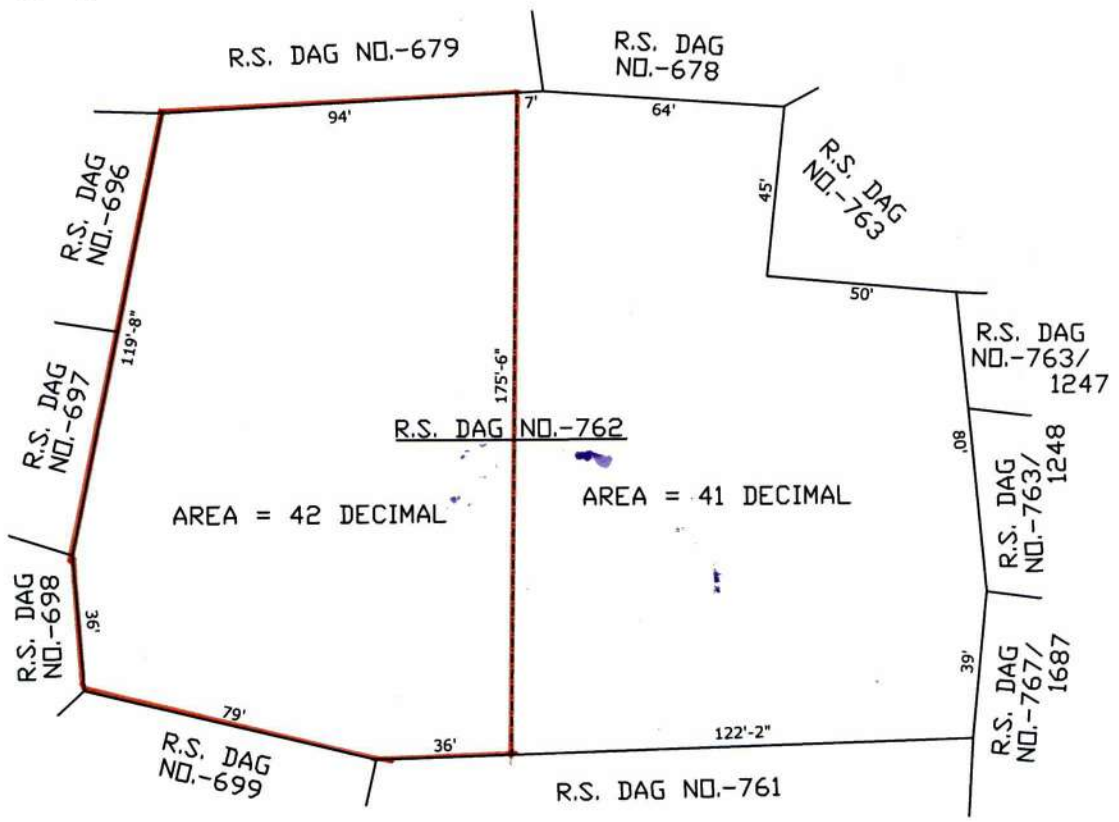 R.S. DAG NO.-679
R.S. DAG
NO.-678
94'
7'
64'
R.S. DAG
NO.-696
45'
R.S. DAG
NO.-763
50'
119'-8"
175'-6"
R.S. DAG
NO.-763/
1247
R.S. DAG
NO.-697
R.S. DAG NO.-762
80'
R.S. DAG
NO.-763/
1248
AREA = 42 DECIMAL
AREA = 41 DECIMAL
R.S. DAG
NO.-698
36'
39'
R.S. DAG
NO.-767/
1687
79'
36'
122'-2"
R.S. DAG
NO.-699
R.S. DAG NO.-761